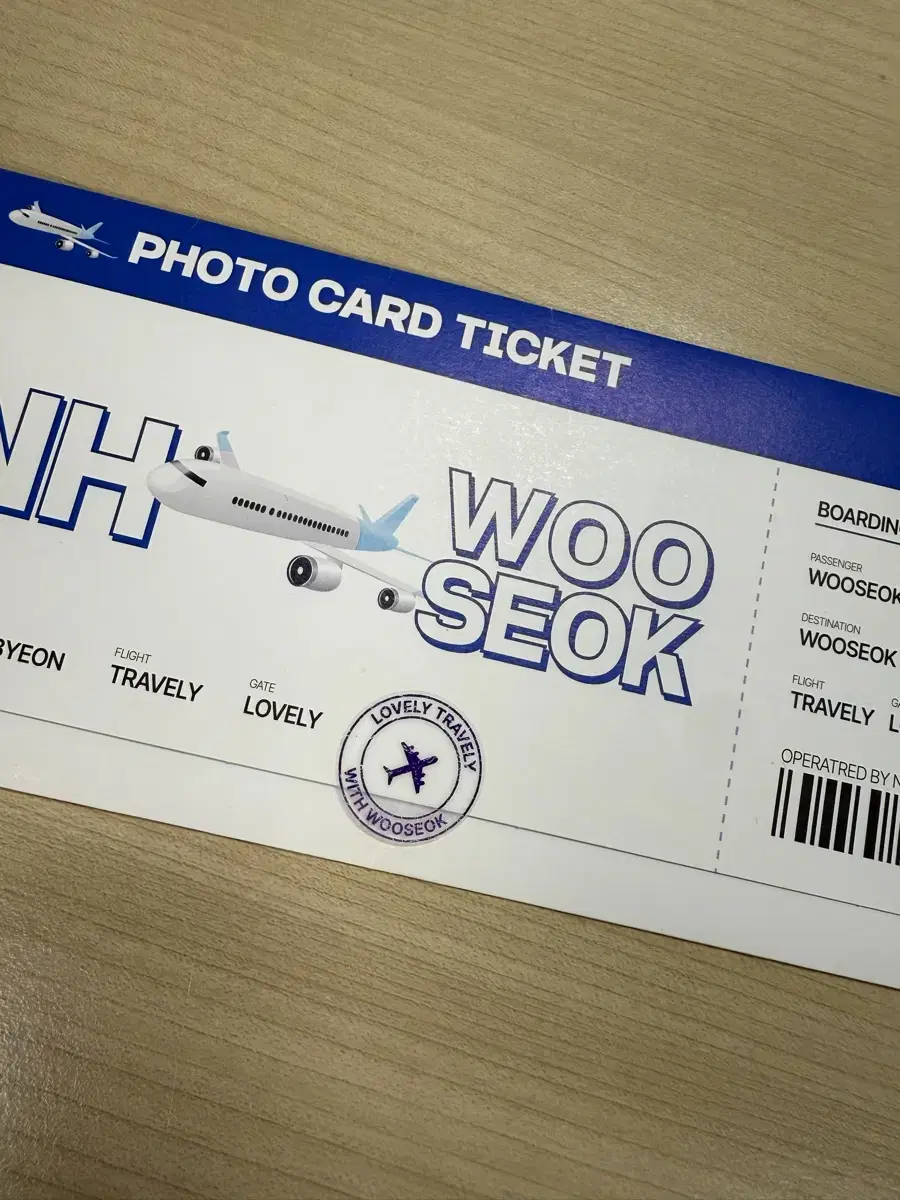 PHOTO CARD TICKET
NH
WOO
SEOK
BYEON
FLIGHT
TRAVELY
GATE
LOVELY
LOVELY TRAVELY
WITH WOOSEOK
BOARDING
PASSENGER
WOOSEOK
DESTINATION
WOOSEOK
FLIGHT
TRAVELY
OPERATRED BY N